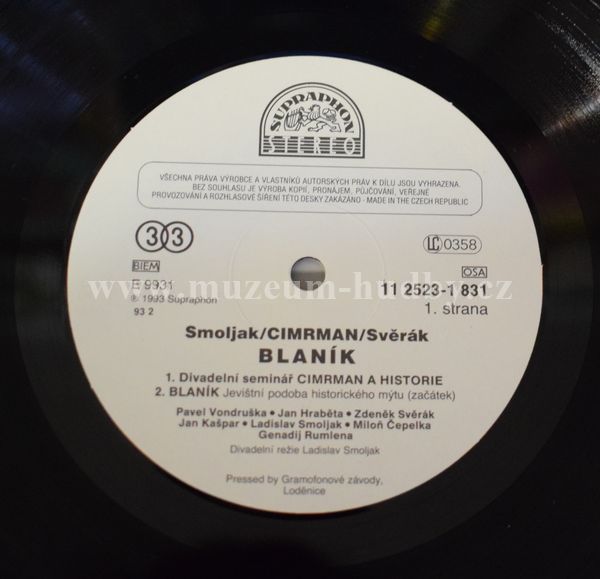 SUPRAPHON
STEREO
VŠECHNA PRÁVA VÝROBCE A VLASTNÍKŮ AUTORSKÝCH PRÁV K DÍLU JSOU VYHRAZENA.
BEZ SOUHLASU JE VÝROBA KOPIÍ, PRONÁJEM, PŮJČOVÁNÍ, VEŘEJNÉ
PROVOZOVÁNÍ A ROZHLASOVÉ ŠÍŘENÍ TÉTO DESKY ZAKÁZÁNO - MADE IN THE CZECH REPUBLIC
33
LC 0358
BIEM
OSA
E 9931
11 2523-1 831
www.muzeum-hudby.cz
℗ 1993 Supraphon
1. strana
93 2
Smoljak/CIMRMAN/Svěrák
BLANÍK
1. Divadelní seminář CIMRMAN A HISTORIE
2. BLANÍK Jevištní podoba historického mýtu (začátek)
Pavel Vondruška • Jan Hraběta • Zdeněk Svěrák
Jan Kašpar • Ladislav Smoljak • Miloň Čepelka
Genadij Rumlena
Divadelní režie Ladislav Smoljak
Pressed by Gramofonové závody,
Loděnice